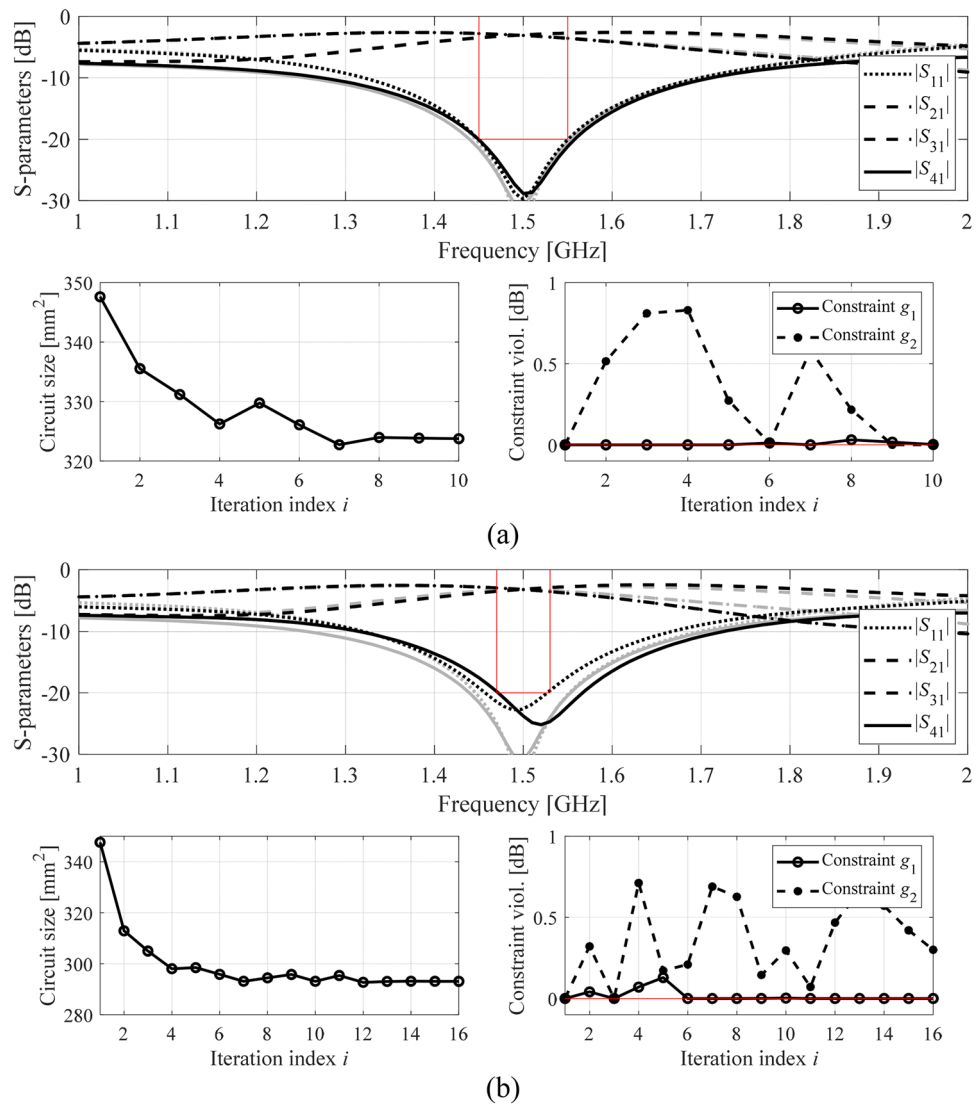 0
-10
-20
-30
S-parameters [dB]
1
1.1
1.2
1.3
1.4
1.5
1.6
1.7
1.8
1.9
2
Frequency [GHz]
|S11|
|S21|
|S31|
|S41|
350
340
330
320
Circuit size [mm2]
2
4
6
8
10
Iteration index i
1
0.5
0
Constraint viol. [dB]
Constraint g1
Constraint g2
2
4
6
8
10
Iteration index i
(a)
0
-10
-20
-30
S-parameters [dB]
1
1.1
1.2
1.3
1.4
1.5
1.6
1.7
1.8
1.9
2
Frequency [GHz]
|S11|
|S21|
|S31|
|S41|
340
320
300
280
Circuit size [mm2]
2
4
6
8
10
12
14
16
Iteration index i
1
0.5
0
Constraint viol. [dB]
Constraint g1
Constraint g2
2
4
6
8
10
12
14
16
Iteration index i
(b)